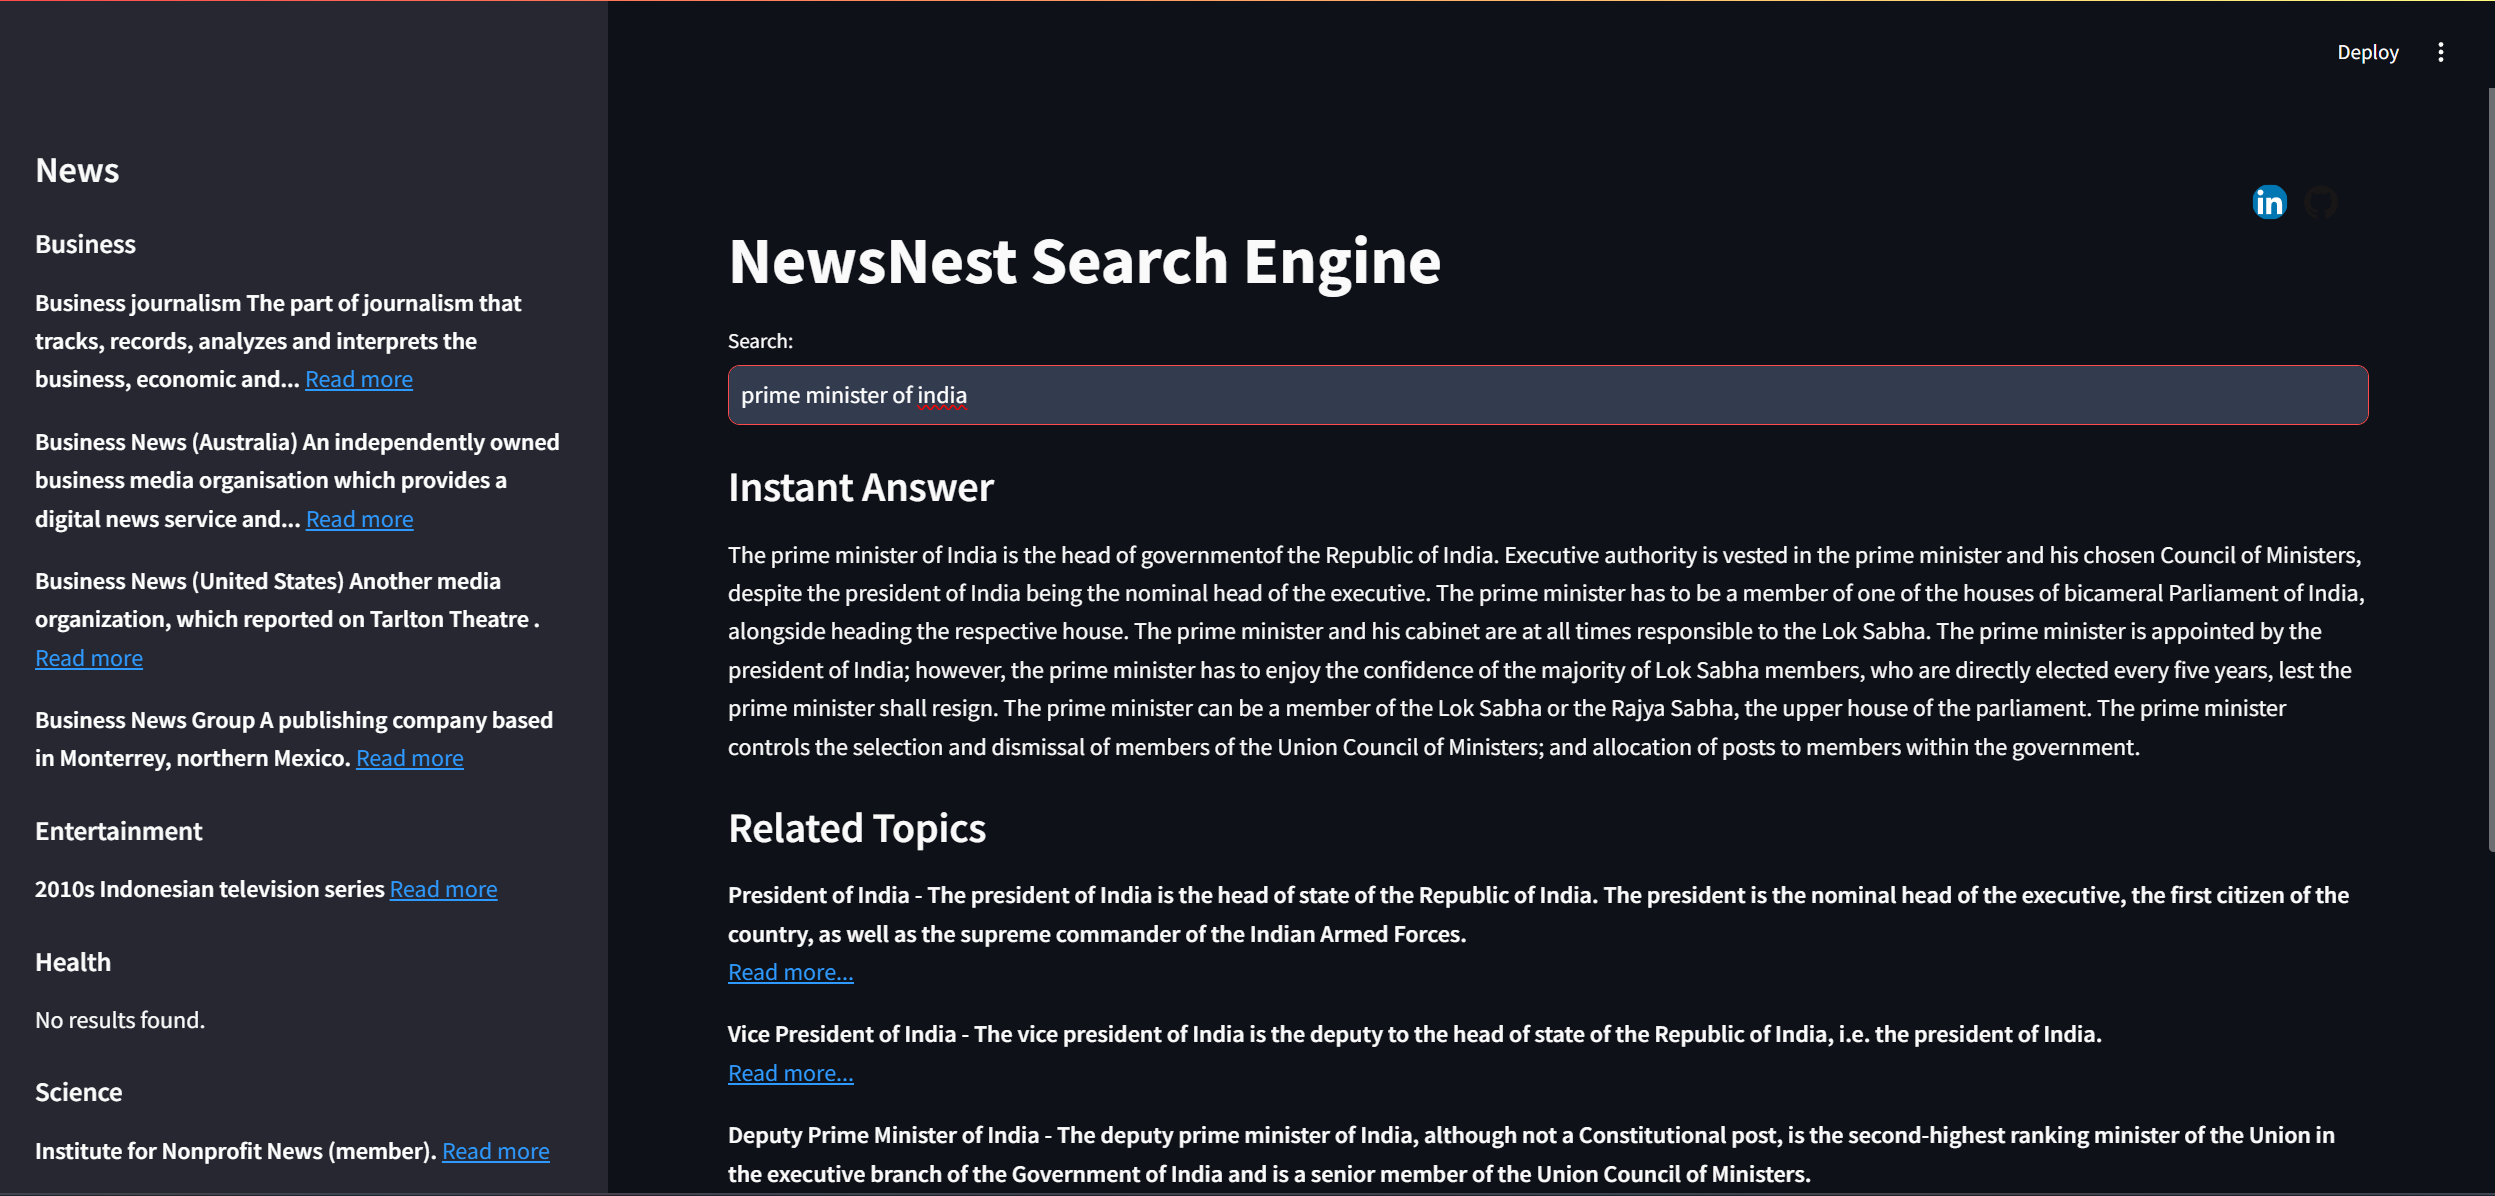 Deploy
News
Business
Business journalism The part of journalism that
tracks, records, analyzes and interprets the
business, economic and... Read more
Business News (Australia) An independently owned
business media organisation which provides a
digital news service and... Read more
Business News (United States) Another media
organization, which reported on Tarlton Theatre .
Read more
Business News Group A publishing company based
in Monterrey, northern Mexico. Read more
Entertainment
2010s Indonesian television series Read more
Health
No results found.
Science
Institute for Nonprofit News (member). Read more
in
NewsNest Search Engine
Search:
prime minister of india
Instant Answer
The prime minister of India is the head of governmentof the Republic of India. Executive authority is vested in the prime minister and his chosen Council of Ministers,
despite the president of India being the nominal head of the executive. The prime minister has to be a member of one of the houses of bicameral Parliament of India,
alongside heading the respective house. The prime minister and his cabinet are at all times responsible to the Lok Sabha. The prime minister is appointed by the
president of India; however, the prime minister has to enjoy the confidence of the majority of Lok Sabha members, who are directly elected every five years, lest the
prime minister shall resign. The prime minister can be a member of the Lok Sabha or the Rajya Sabha, the upper house of the parliament. The prime minister
controls the selection and dismissal of members of the Union Council of Ministers; and allocation of posts to members within the government.
Related Topics
President of India - The president of India is the head of state of the Republic of India. The president is the nominal head of the executive, the first citizen of the
country, as well as the supreme commander of the Indian Armed Forces.
Read more...
Vice President of India - The vice president of India is the deputy to the head of state of the Republic of India, i.e. the president of India.
Read more...
Deputy Prime Minister of India - The deputy prime minister of India, although not a Constitutional post, is the second-highest ranking minister of the Union in
the executive branch of the Government of India and is a senior member of the Union Council of Ministers.